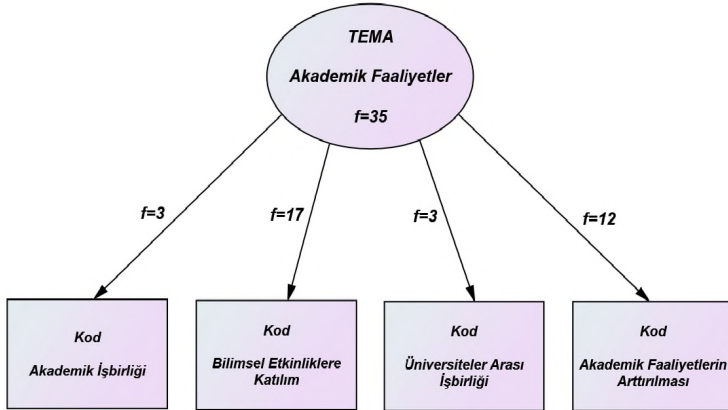 TEMA
Akademik Faaliyetler
f=35
f=3
f=17
f=3
f=12
Kod
Akademik İşbirliği
Kod
Bilimsel Etkinliklere
Katılım
Kod
Üniversiteler Arası
İşbirliği
Kod
Akademik Faaliyetlerin
Arttırılması